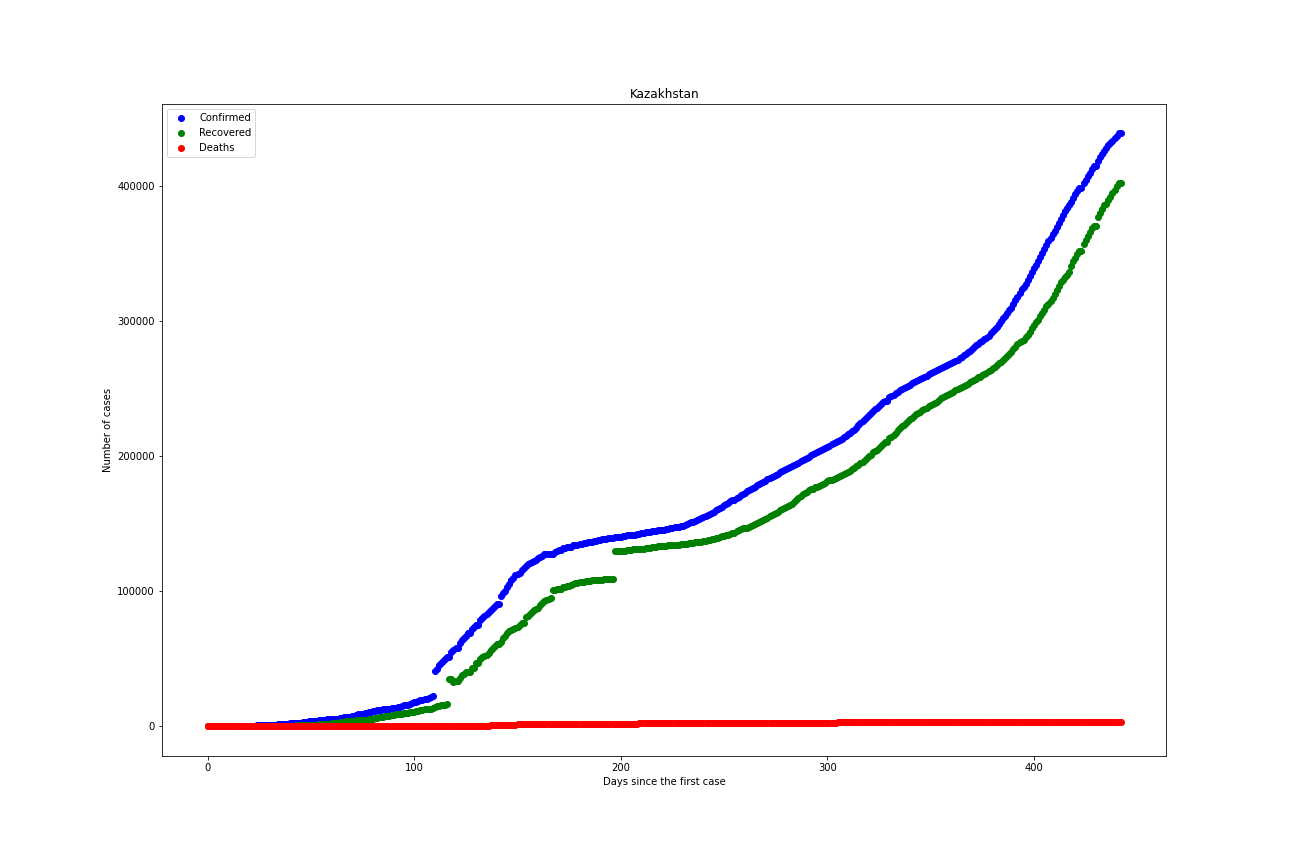 Kazakhstan
Confirmed
Recovered
Deaths
400000
300000
200000
100000
0
Number of cases
0 100 200 300 400
Days since the first case